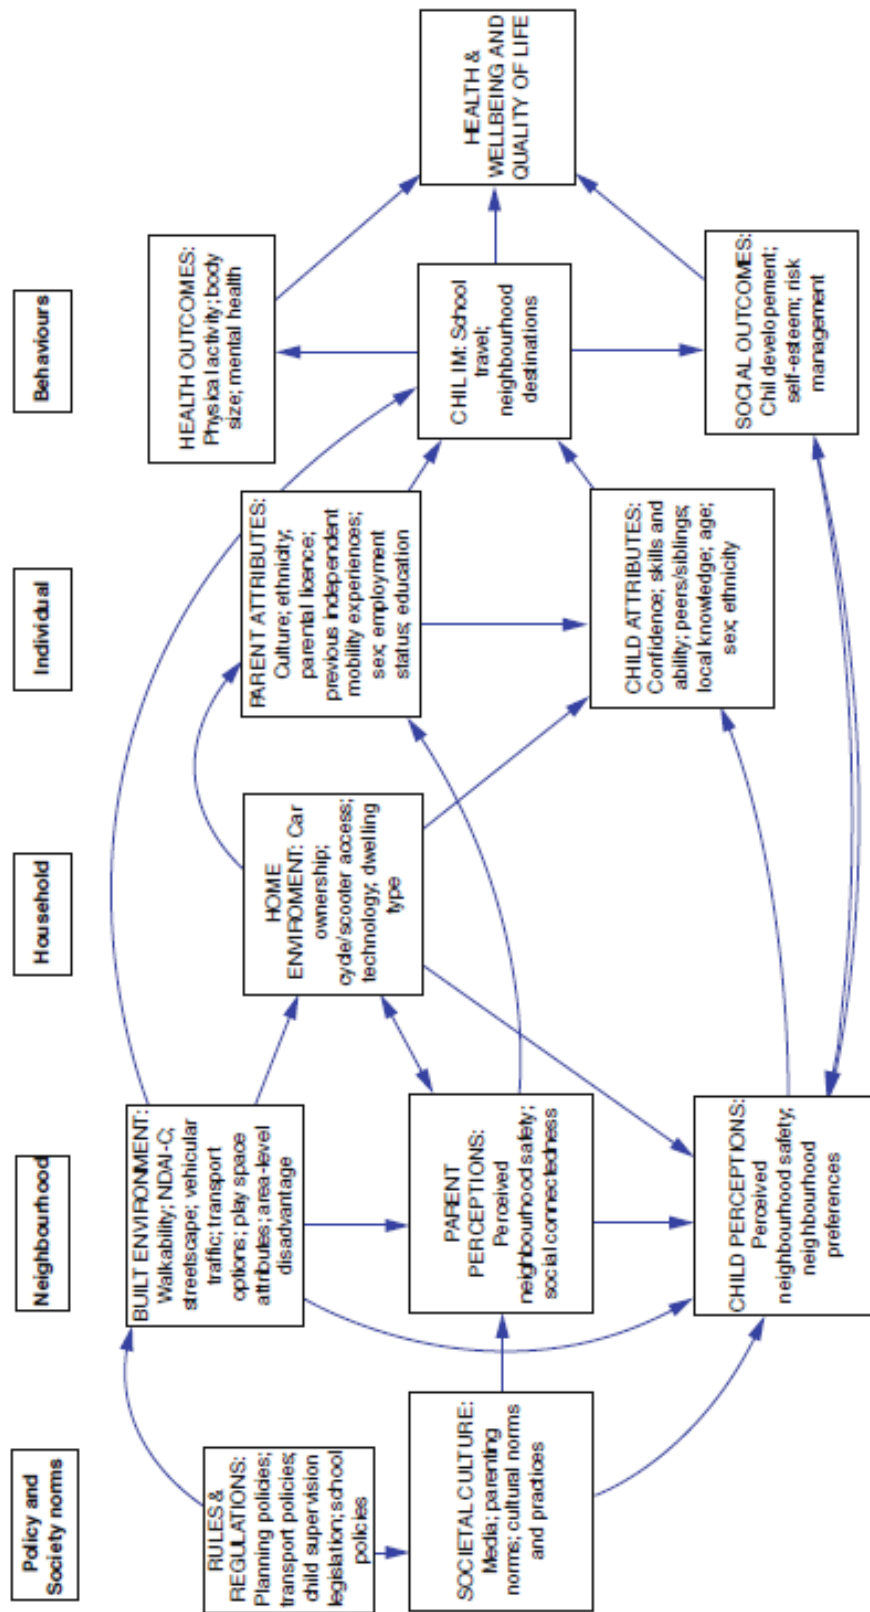 Policy and
Society norms
Neighbourhood
Household
Individual
Behaviours
RULES &
REGULATIONS:
Planning policies;
transport policies;
child supervision
legislation; school
policies
SOCIETAL CULTURE:
Media; parenting
norms; cultural norms
and practices
BUILT ENVIRONMENT:
Walkability; NDAI-C;
streetscape; vehicular
traffic; transport
options; play space
attributes; area-level
disadvantage
PARENT
PERCEPTIONS:
Perceived
neighbourhood safety;
social connectedness
CHILD PERCEPTIONS:
Perceived
neighbourhood safety;
neighbourhood
preferences
HOME
ENVIROMENT: Car
ownership;
cycle/scooter access;
technology; dwelling
type
PARENT ATTRIBUTES:
Culture; ethnicity;
parental licence;
previous independent
mobility experiences;
sex; employment
status; education
CHILD ATTRIBUTES:
Confidence; skills and
ability; peers/siblings;
local knowledge; age;
sex; ethnicity
HEALTH OUTCOMES:
Physical activity; body
size; mental health
CHIL IM: School
travel;
neighbourhood
destinations
SOCIAL OUTCOMES:
Chil developement;
self-esteem; risk
management
HEALTH &
WELLBEING AND
QUALITY OF LIFE